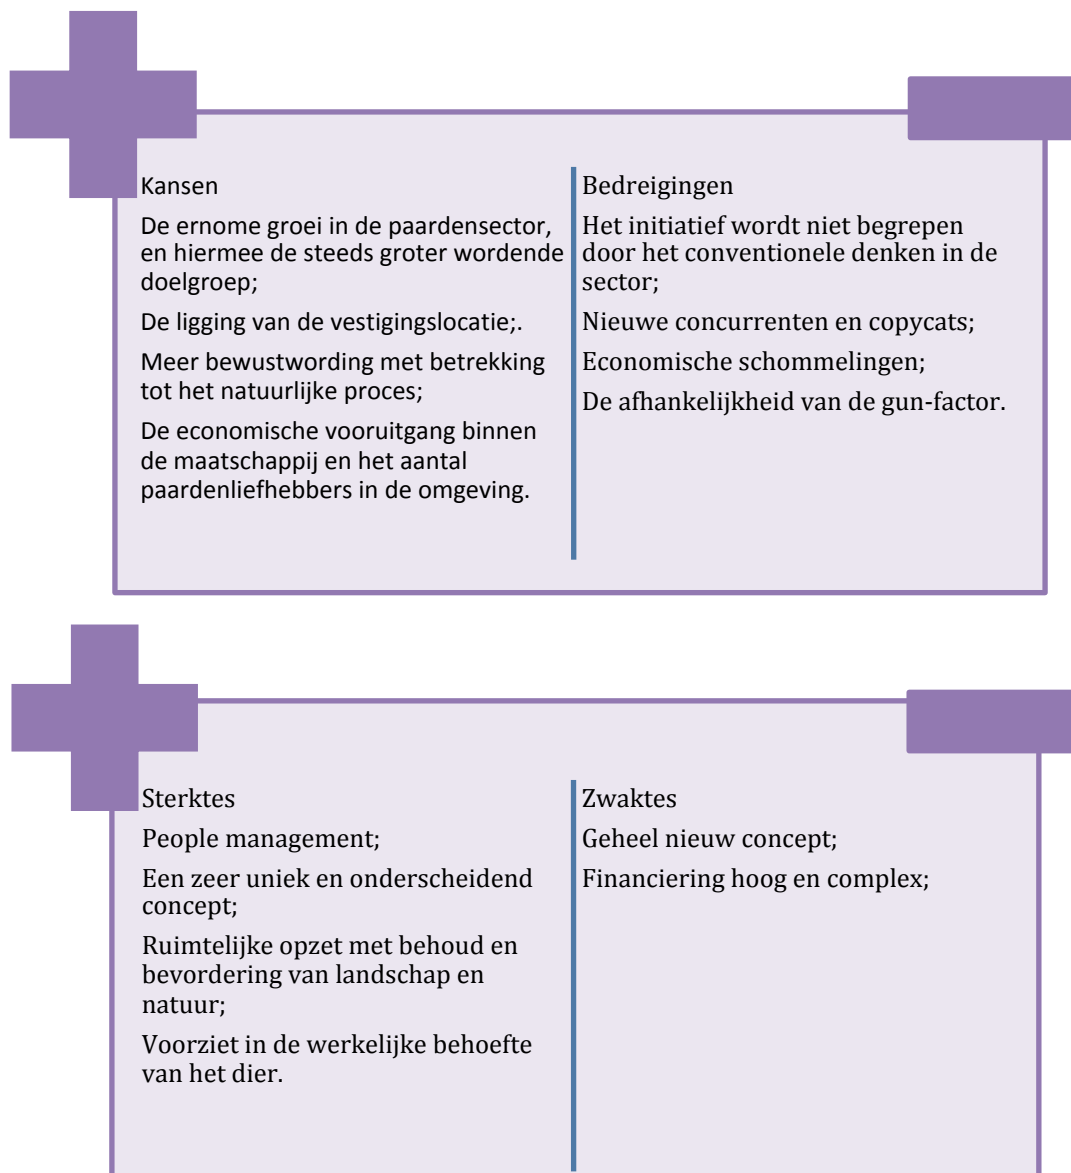 Kansen
De ernome groei in de paardensector,
en hiermee de steeds groter wordende
doelgroep;
De ligging van de vestigingslocatie;.
Meer bewustwording met betrekking
tot het natuurlijke proces;
De economische vooruitgang binnen
de maatschappij en het aantal
paardenliefhebbers in de omgeving.
Bedreigingen
Het initiatief wordt niet begrepen
door het conventionele denken in de
sector;
Nieuwe concurrenten en copycats;
Economische schommelingen;
De afhankelijkheid van de gun-factor.
Sterktes
People management;
Een zeer uniek en onderscheidend
concept;
Ruimtelijke opzet met behoud en
bevordering van landschap en
natuur;
Voorziet in de werkelijke behoefte
van het dier.
Zwaktes
Geheel nieuw concept;
Financiering hoog en complex;